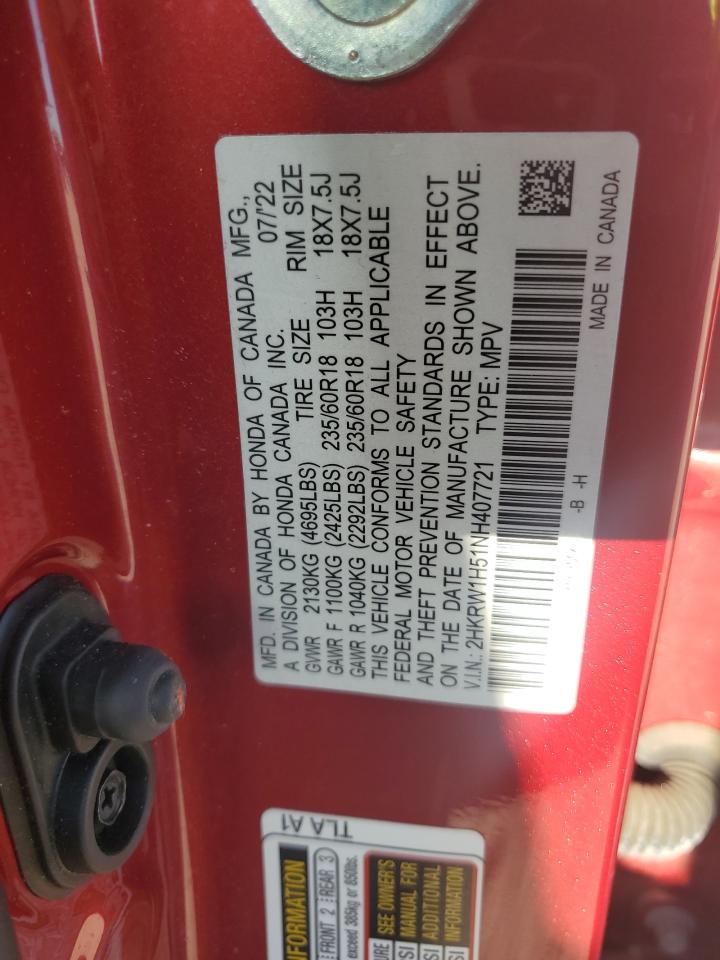 MFD. IN CANADA BY HONDA OF CANADA MFG.,
A DIVISION OF HONDA CANADA INC. 07/'22
GVWR 2130KG (4695LBS) TIRE SIZE RIM SIZE
GAWR F 1100KG (2425LBS) 235/60R18 103H 18X7.5J
GAWR R 1040KG (2292LBS) 235/60R18 103H 18X7.5J
THIS VEHICLE CONFORMS TO ALL APPLICABLE
FEDERAL MOTOR VEHICLE SAFETY
AND THEFT PREVENTION STANDARDS IN EFFECT
ON THE DATE OF MANUFACTURE SHOWN ABOVE.
V.I.N.: 2HKRW1H51NH407721 TYPE: MPV
-B -H
MADE IN CANADA
TLA A1
INFORMATION
FRONT 2 REAR 3
exceed 385kg or 850lbs.
SEE OWNER'S
MANUAL FOR
ADDITIONAL
INFORMATION